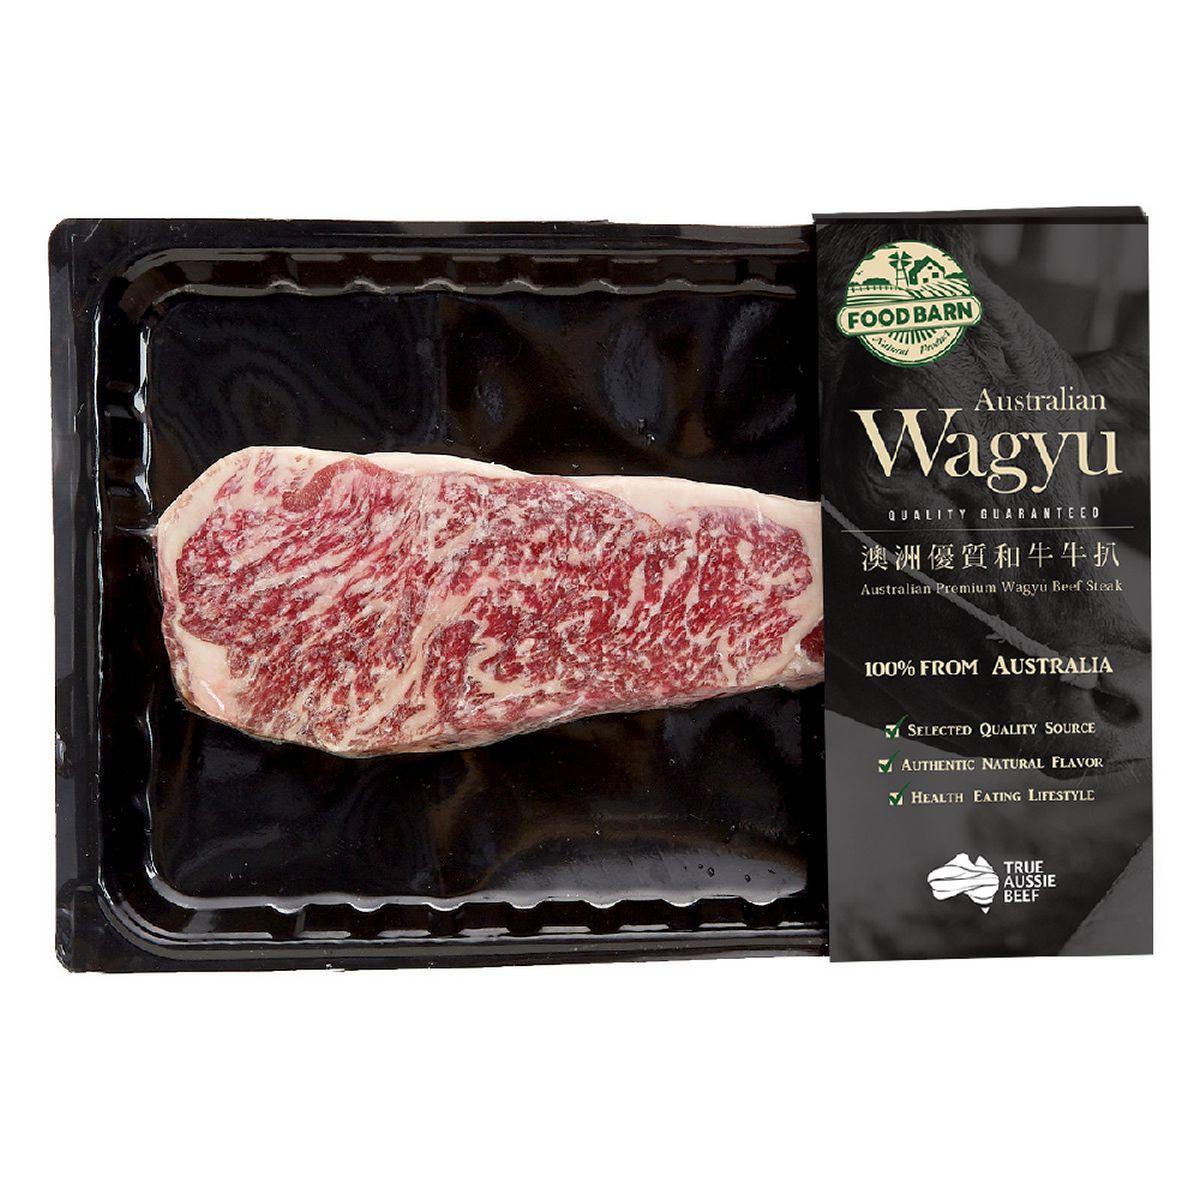 FOOD BARN
Natural Product
Australian
Wagyu
QUALITY GUARANTEED
澳洲優質和牛牛扒
Australian Premium Wagyu Beef Steak
100% FROM AUSTRALIA
SELECTED QUALITY SOURCE
AUTHENTIC NATURAL FLAVOR
HEALTH EATING LIFESTYLE
TRUE
AUSSIE
BEEF